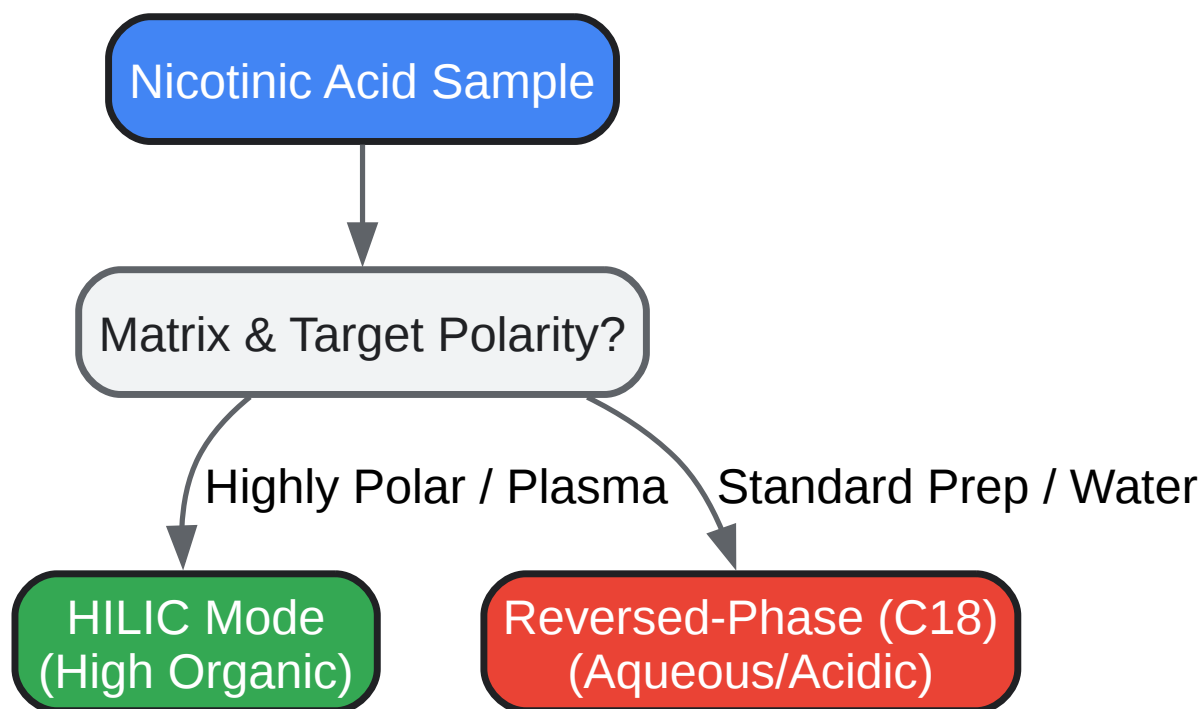 Nicotinic Acid Sample
Matrix & Target Polarity?
Highly Polar / Plasma
Standard Prep / Water
HILIC Mode
(High Organic)
Reversed-Phase (C18)
(Aqueous/Acidic)